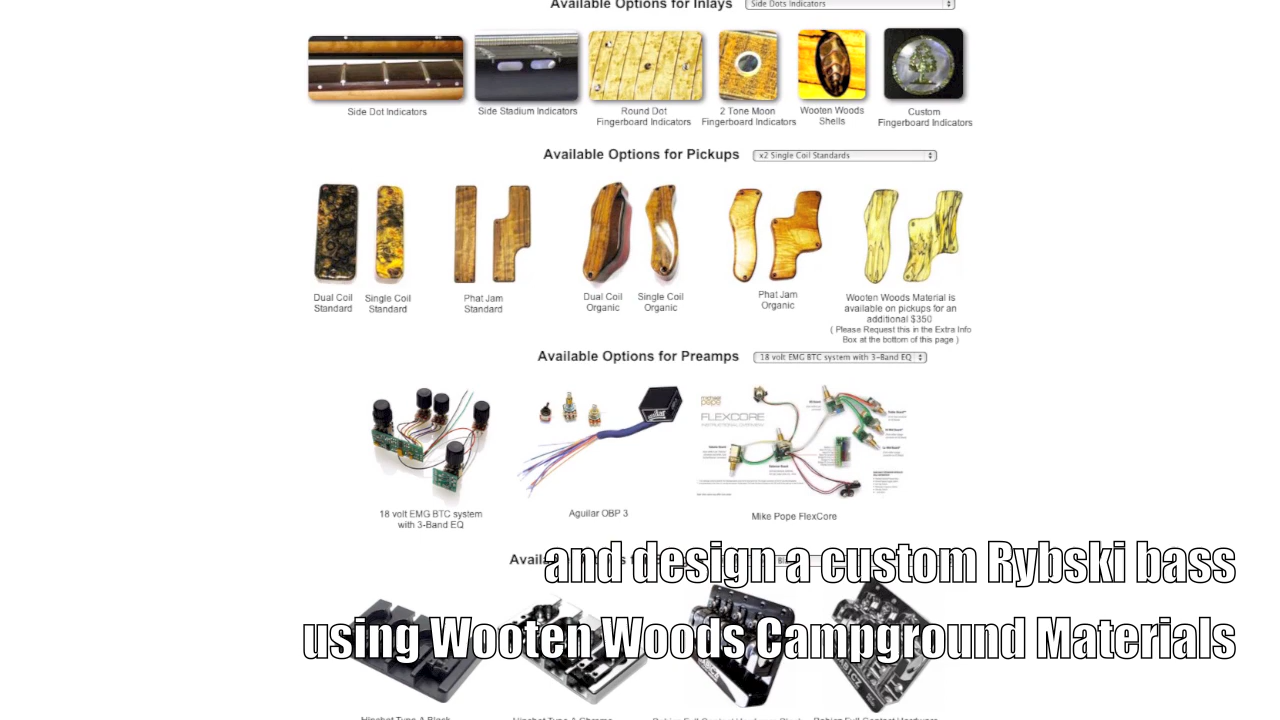 Available Options for Inlays
Side Dots Indicators
Side Dot Indicators
Side Stadium Indicators
Round Dot
Fingerboard Indicators
2 Tone Moon
Fingerboard Indicators
Wooten Woods
Shells
Custom
Fingerboard Indicators
Available Options for Pickups
x2 Single Coil Standards
Dual Coil
Standard
Single Coil
Standard
Phat Jam
Standard
Dual Coil
Organic
Single Coil
Organic
Phat Jam
Organic
Wooten Woods Material is
available on pickups for an
additional $350
( Please Request this in the Extra Info
Box at the bottom of this page )
Available Options for Preamps
18 volt EMG BTC system with 3-Band EQ
FLEXCORE
18 volt EMG BTC system
with 3-Band EQ
Aguilar OBP 3
Mike Pope FlexCore
and design a custom Rybski bass
using Wooten Woods Campground Materials